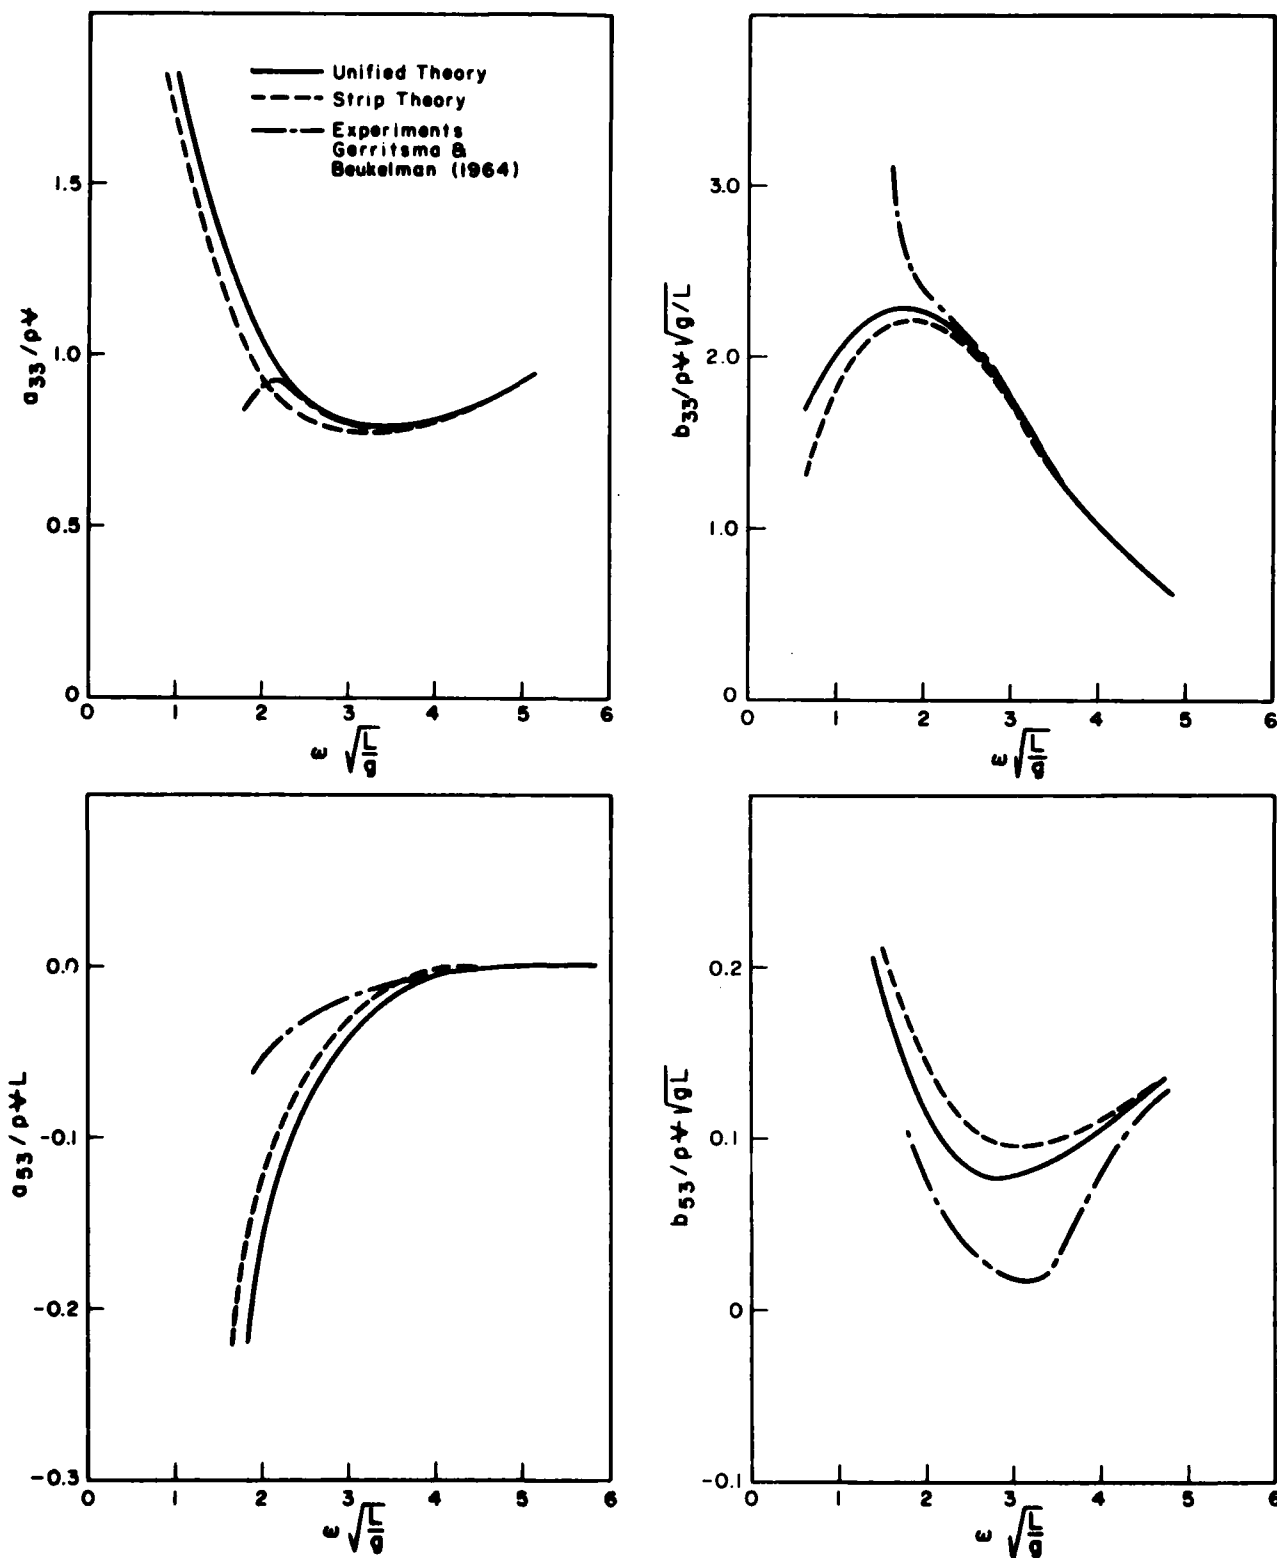 Unified Theory
Strip Theory
Experiments
Gerritsma &
Beukelman (1964)
1.5
1.0
0.5
0
a33/ρ∀
0 1 2 3 4 5 6
ω √L/g
3.0
2.0
1.0
0
b33/ρ∀√g/L
0 1 2 3 4 5 6
ω √L/g
0.0
-0.1
-0.2
-0.3
a53/ρ∀L
0 1 2 3 4 5 6
ω √L/g
0.2
0.1
0
-0.1
b53/ρ∀√gL
0 1 2 3 4 5 6
ω √L/g